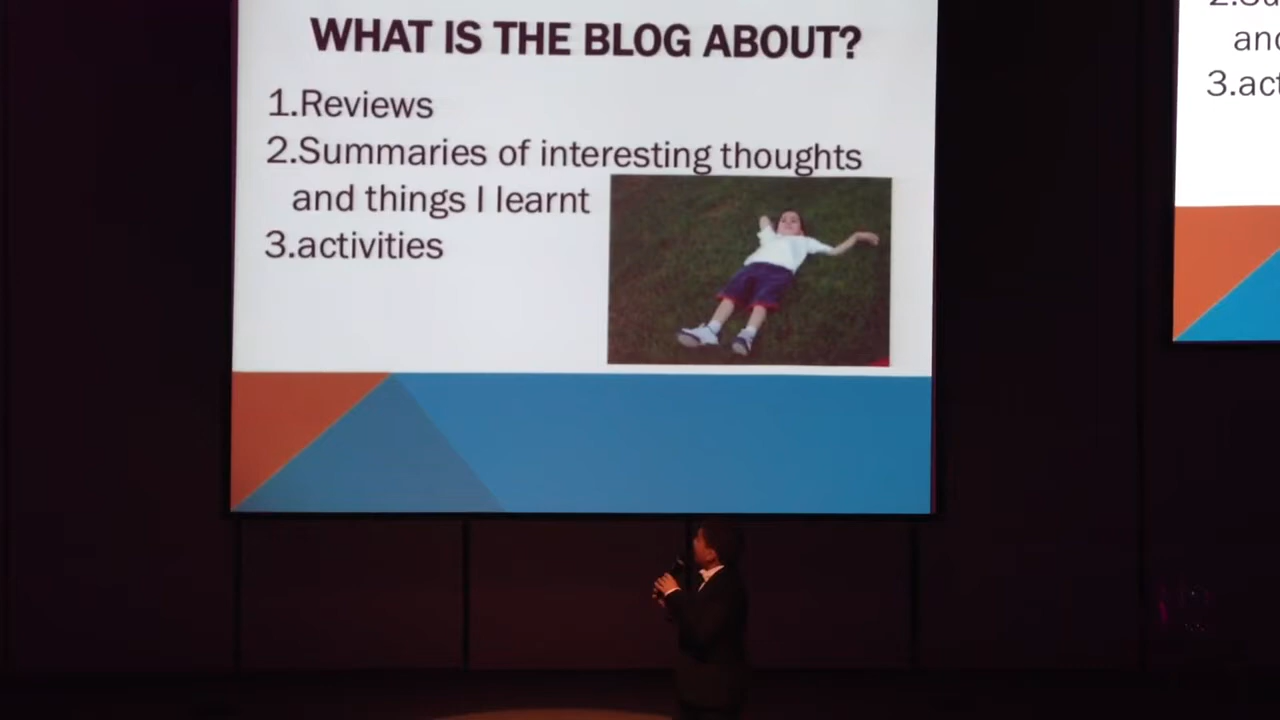 WHAT IS THE BLOG ABOUT?
1.Reviews
2.Summaries of interesting thoughts
and things I learnt
3.activities
and
3.act